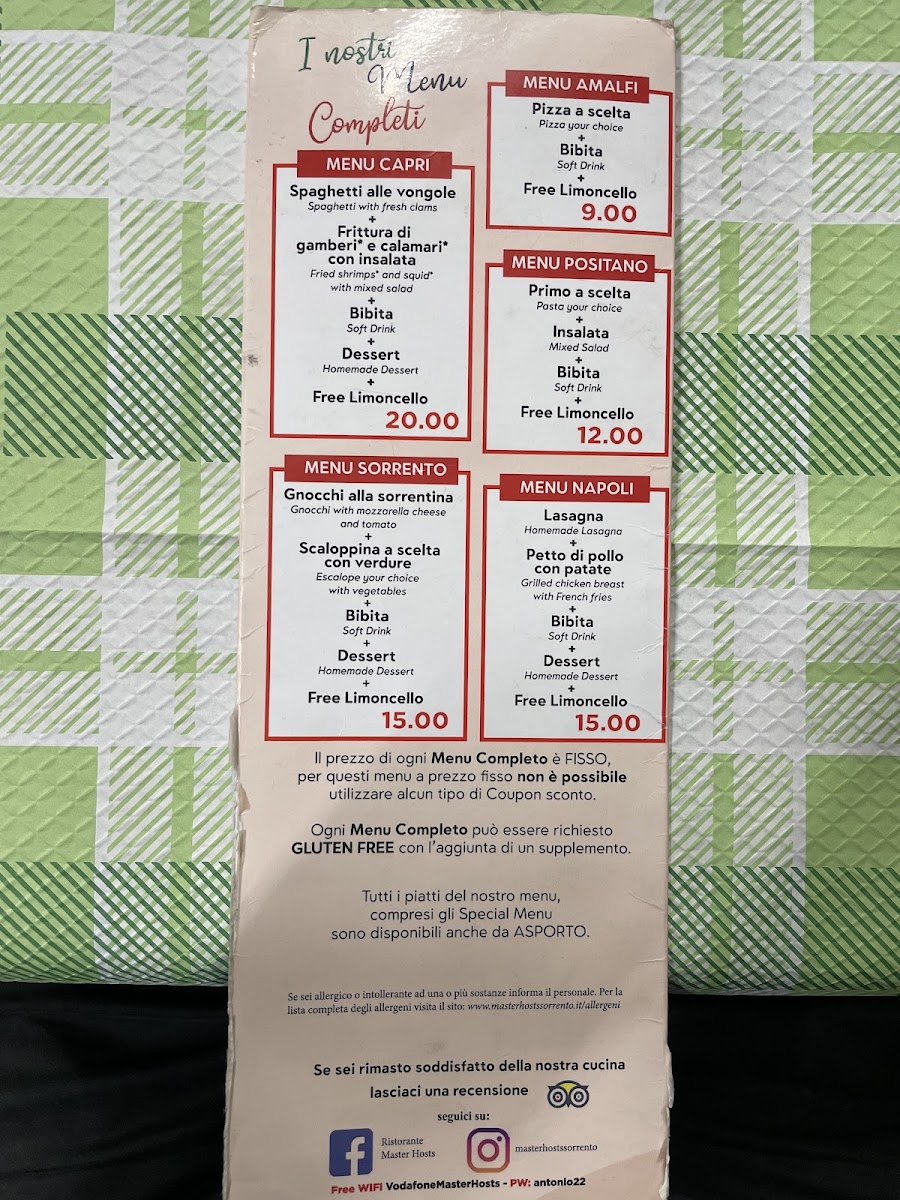 I nostri
Menu
Completi
MENU CAPRI
Spaghetti alle vongole
Spaghetti with fresh clams
+
Frittura di
gamberi* e calamari*
con insalata
Fried shrimps* and squid*
with mixed salad
+
Bibita
Soft Drink
+
Dessert
Homemade Dessert
+
Free Limoncello
20.00
MENU AMALFI
Pizza a scelta
Pizza your choice
+
Bibita
Soft Drink
+
Free Limoncello
9.00
MENU POSITANO
Primo a scelta
Pasta your choice
+
Insalata
Mixed Salad
+
Bibita
Soft Drink
+
Free Limoncello
12.00
MENU SORRENTO
Gnocchi alla sorrentina
Gnocchi with mozzarella cheese
and tomato
+
Scaloppina a scelta
con verdure
Escalope your choice
with vegetables
+
Bibita
Soft Drink
+
Dessert
Homemade Dessert
+
Free Limoncello
15.00
MENU NAPOLI
Lasagna
Homemade Lasagna
+
Petto di pollo
con patate
Grilled chicken breast
with French fries
+
Bibita
Soft Drink
+
Dessert
Homemade Dessert
+
Free Limoncello
15.00
Il prezzo di ogni Menu Completo è FISSO,
per questi menu a prezzo fisso non è possibile
utilizzare alcun tipo di Coupon sconto.
Ogni Menu Completo può essere richiesto
GLUTEN FREE con l'aggiunta di un supplemento.
Tutti i piatti del nostro menu,
compresi gli Special Menu
sono disponibili anche da ASPORTO.
Se sei allergico o intollerante ad una o più sostanze informa il personale. Per la
lista completa degli allergeni visita il sito: www.masterhostssorrento.it/allergeni
Se sei rimasto soddisfatto della nostra cucina
lasciaci una recensione
seguici su:
Ristorante
Master Hosts
masterhostssorrento
Free WIFI VodafoneMasterHosts - PW: antonio22